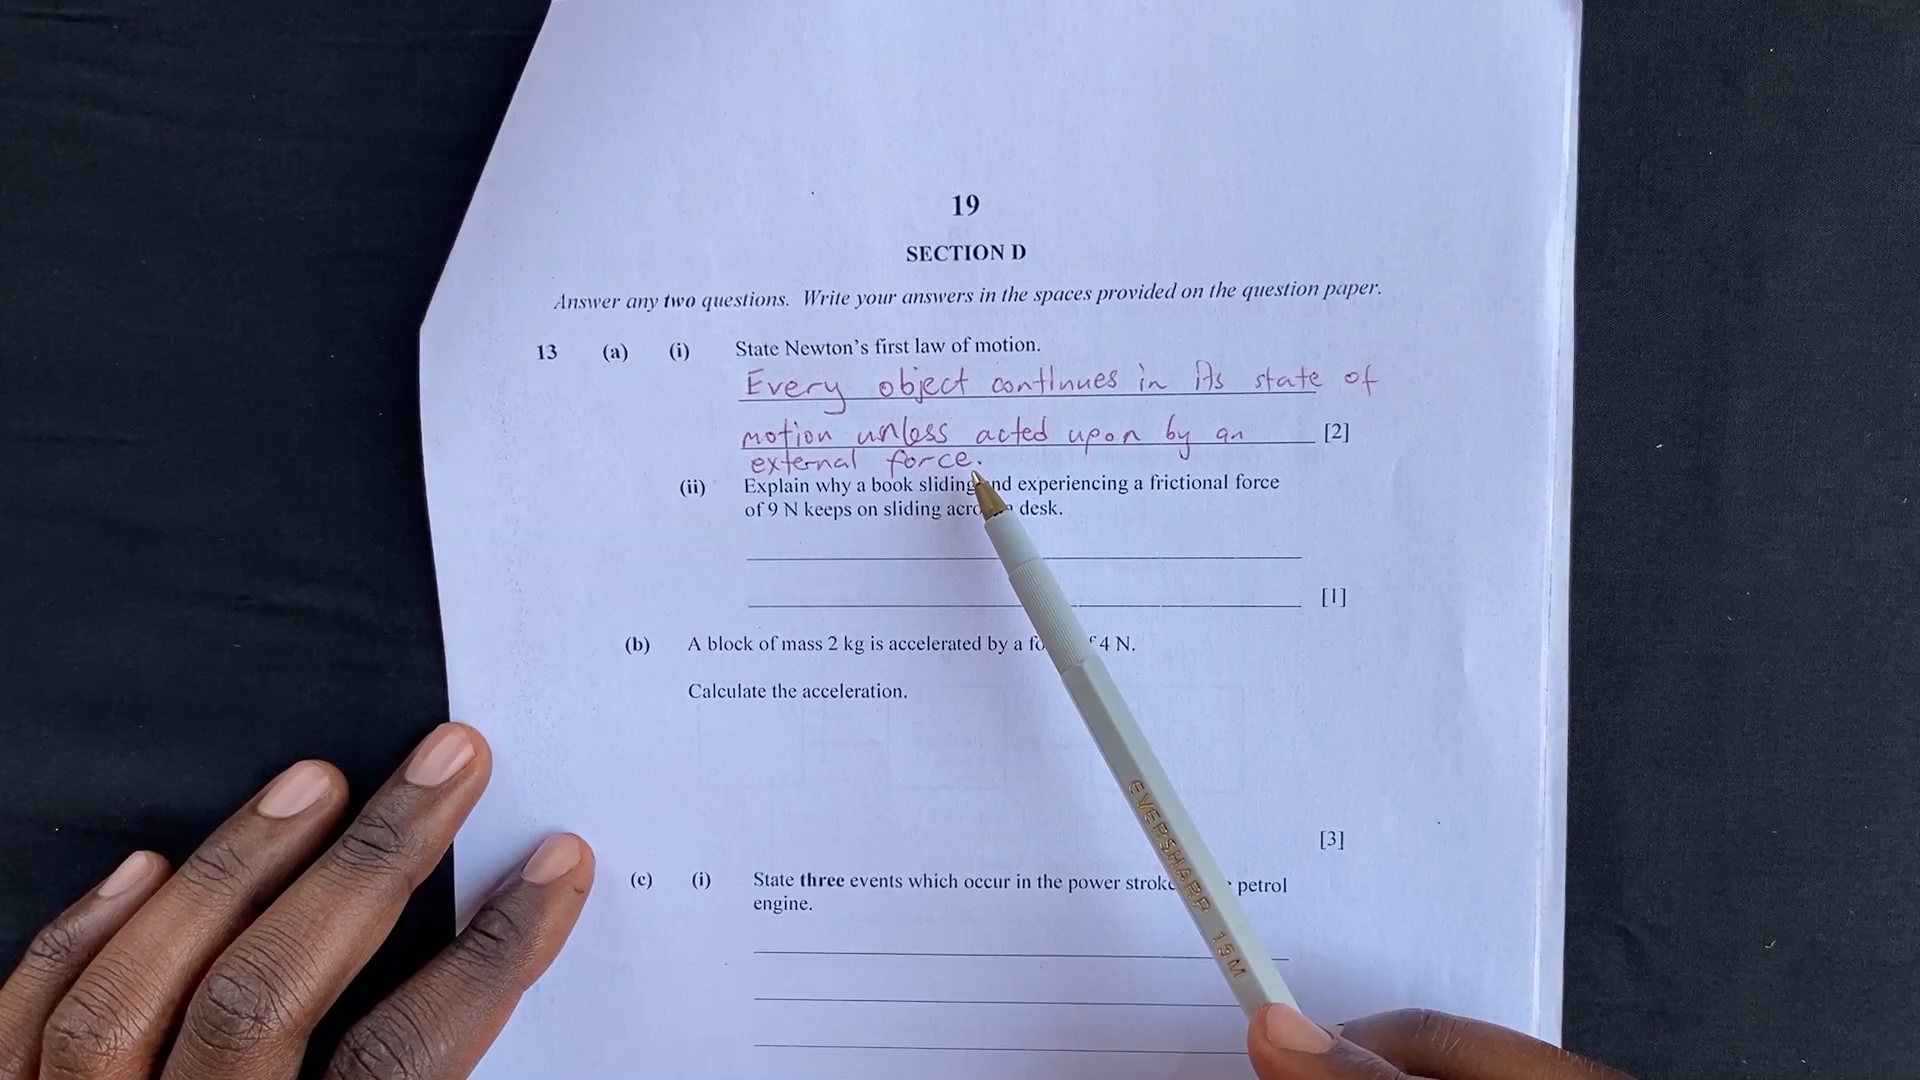 19
SECTION D
Answer any two questions. Write your answers in the spaces provided on the question paper.
13 (a) (i) State Newton's first law of motion.
Every object continues in its state of
motion unless acted upon by an [2]
external force.
(ii) Explain why a book sliding and experiencing a frictional force
of 9 N keeps on sliding desk.
[1]
(b) A block of mass 2 kg is accelerated by a 4 N.
Calculate the acceleration.
[3]
(c) (i) State three events which occur in the power stroke petrol
engine.
EVERSHARP 15M